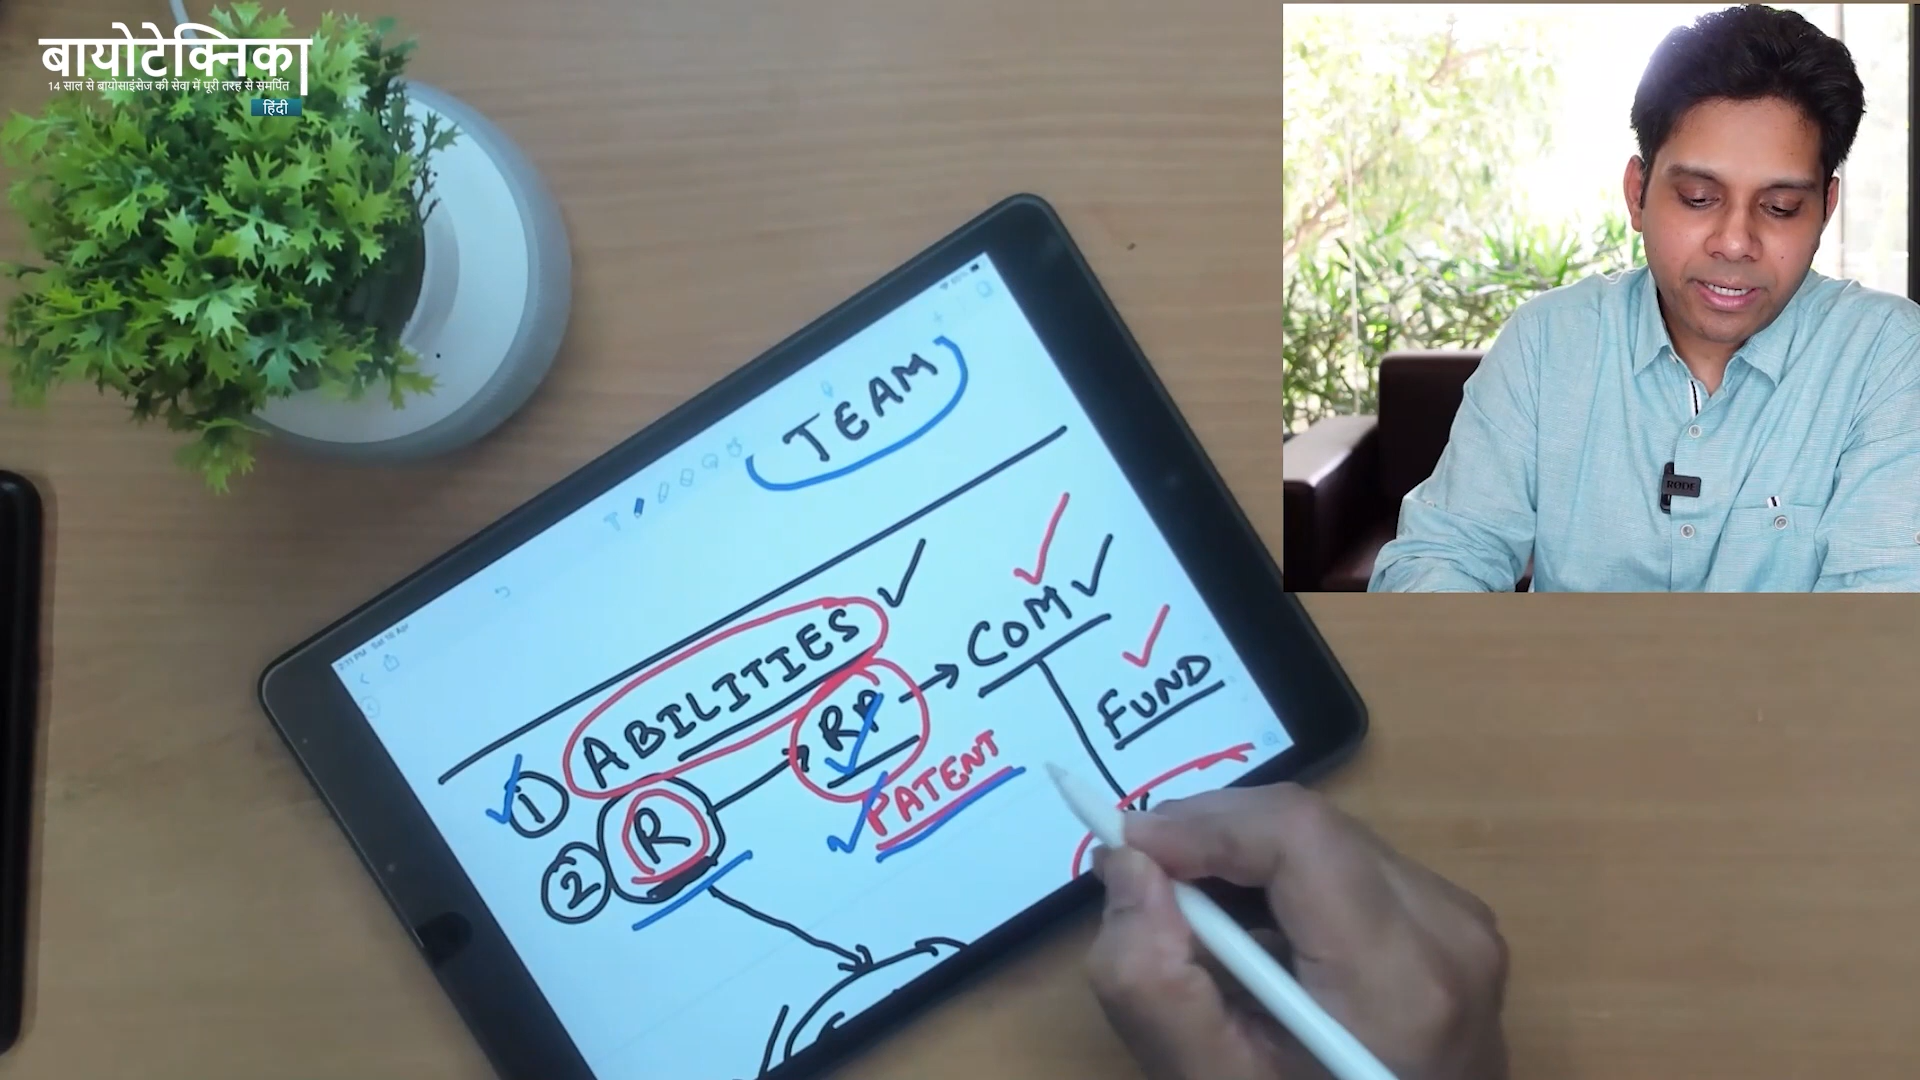 बायोटेक्निका
14 साल से बायोसाइंसेज की सेवा में पूरी तरह से समर्पित
हिंदी
TEAM
1 ABILITIES
2 R → RP → COM
PATENT
FUND
RODE